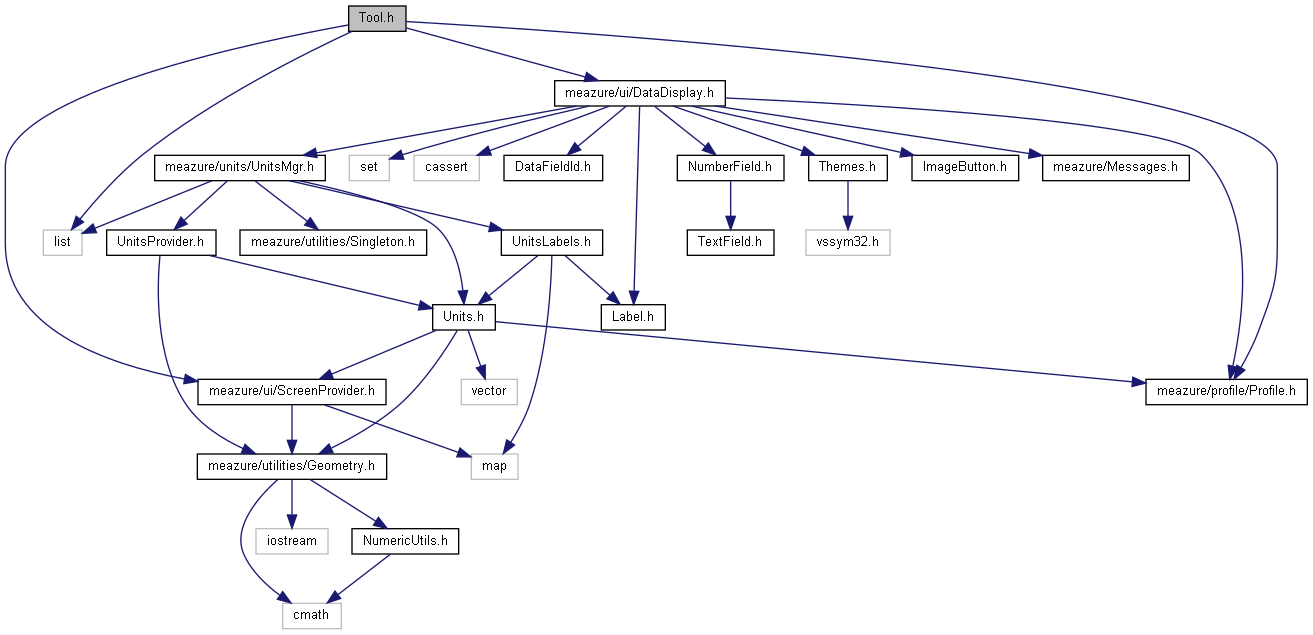 Tool.h
meazure/ui/DataDisplay.h
meazure/units/UnitsMgr.h
set
cassert
DataFieldId.h
NumberField.h
Themes.h
ImageButton.h
meazure/Messages.h
list
UnitsProvider.h
meazure/utilities/Singleton.h
UnitsLabels.h
TextField.h
vssym32.h
Units.h
Label.h
meazure/ui/ScreenProvider.h
vector
meazure/profile/Profile.h
meazure/utilities/Geometry.h
map
iostream
NumericUtils.h
cmath